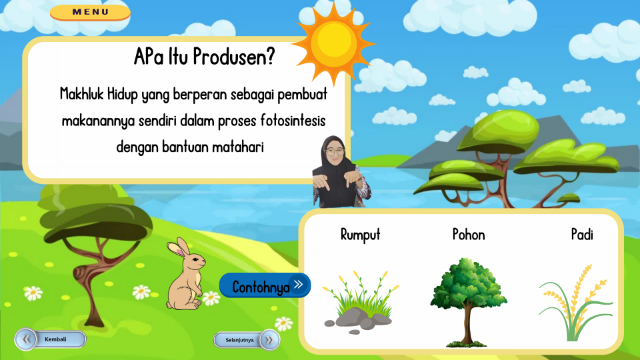 MENU
APa Itu Produsen?
Makhluk Hidup yang berperan sebagai pembuat
makanannya sendiri dalam proses fotosintesis
dengan bantuan matahari
Contohnya
Rumput
Pohon
Padi
Kembali
Selanjutnya